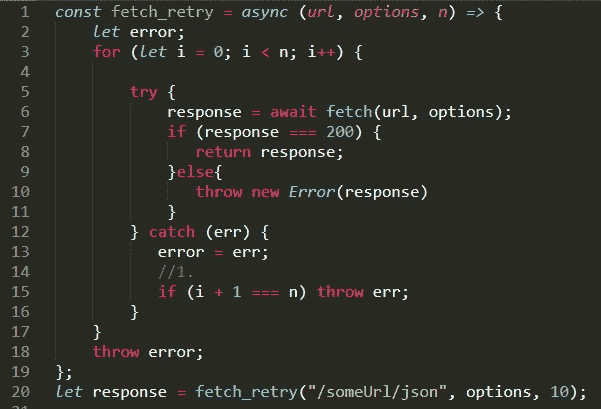 1 const fetch_retry = async (url, options, n) => {
2 let error;
3 for (let i = 0; i < n; i++) {
4
5 try {
6 response = await fetch(url, options);
7 if (response === 200) {
8 return response;
9 }else{
10 throw new Error(response)
11 }
12 } catch (err) {
13 error = err;
14 //1.
15 if (i + 1 === n) throw err;
16 }
17 }
18 throw error;
19 };
20 let response = fetch_retry("/someUrl/json", options, 10);